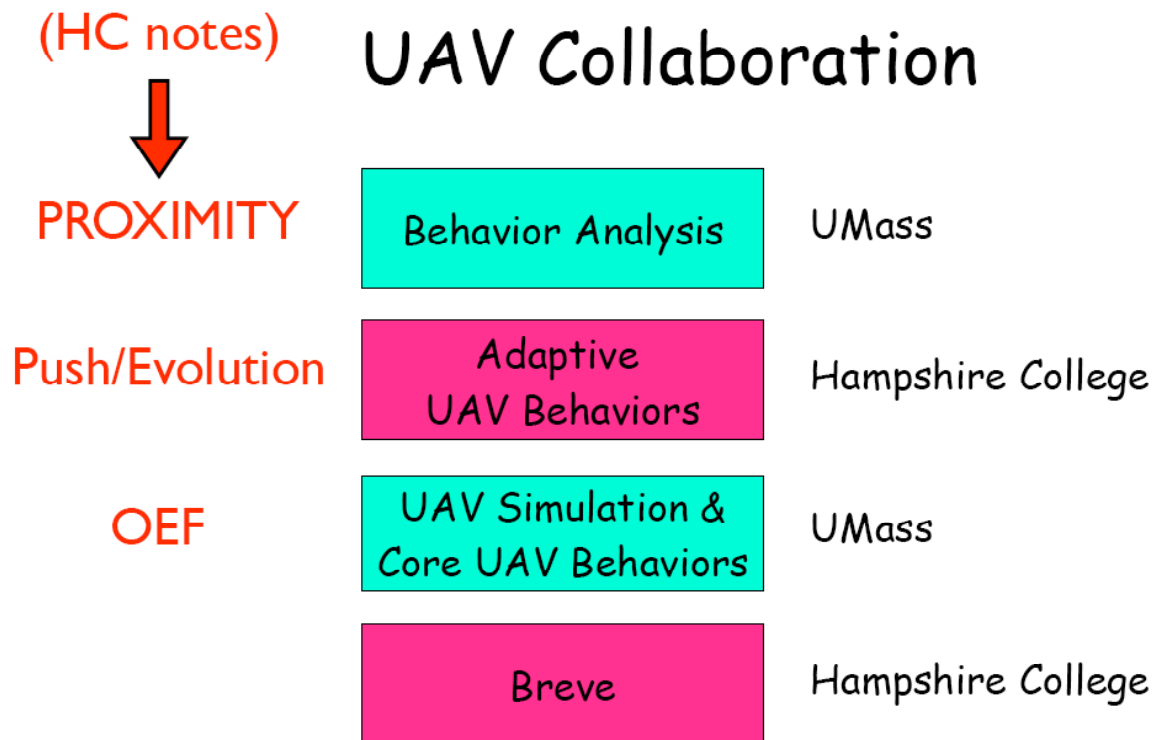 (HC notes)
UAV Collaboration
PROXIMITY
Behavior Analysis
UMass
Push/Evolution
Adaptive
UAV Behaviors
Hampshire College
OEF
UAV Simulation &
Core UAV Behaviors
UMass
Breve
Hampshire College